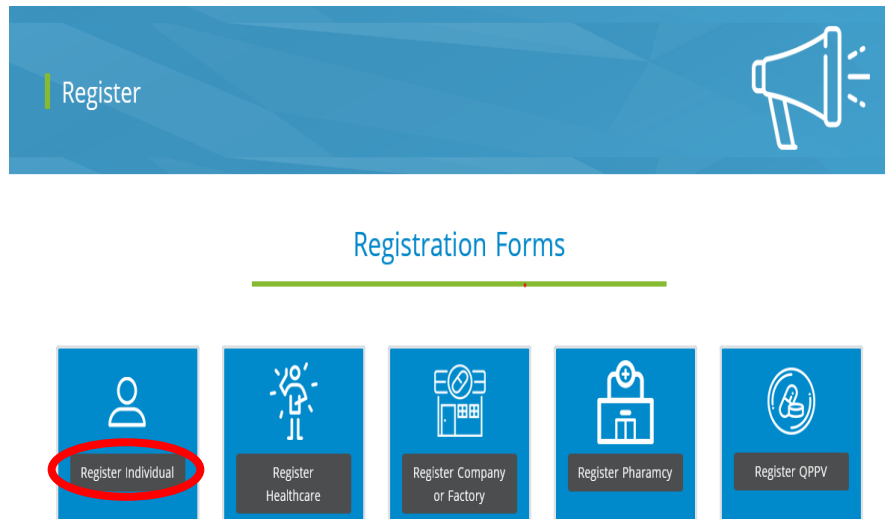 Register
Registration Forms
Register Individual
Register
Healthcare
Register Company
or Factory
Register Pharamcy
Register QPPV